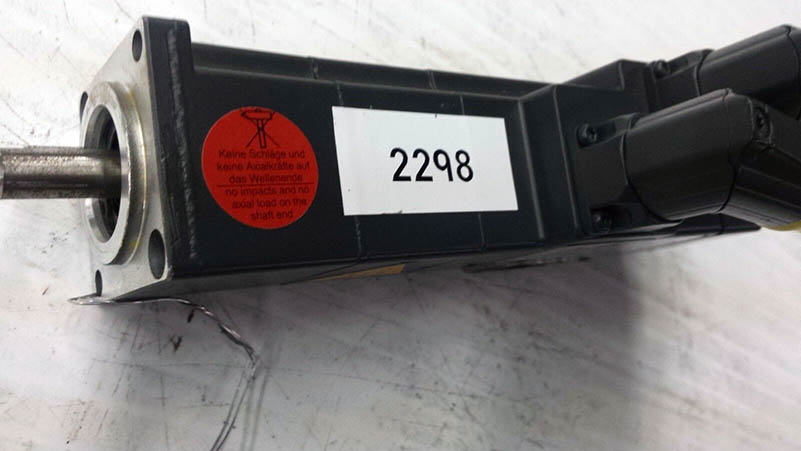 Keine Schläge und
keine Axialkräfte auf
das Wellenende
no impacts and no
axial load on the
shaft end
2298